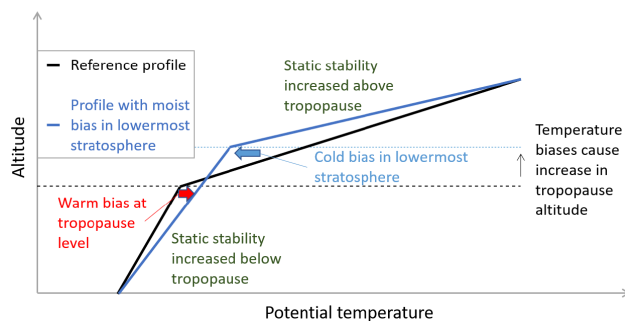 Static stability
increased above
tropopause
Reference profile
Profile with moist
bias in lowermost
stratosphere
Altitude
Temperature
biases cause
increase in
tropopause
altitude
Cold bias in lowermost
stratosphere
Warm bias at
tropopause
level
Static stability
increased below
tropopause
Potential temperature